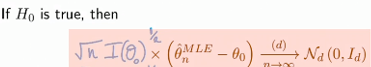 If H₀ is true, then
√n I(θ₀)^{1/2} × (θ̂ₙ^{MLE} − θ₀) →^{(d)}_{n→∞} 𝒩_d (0, I_d)